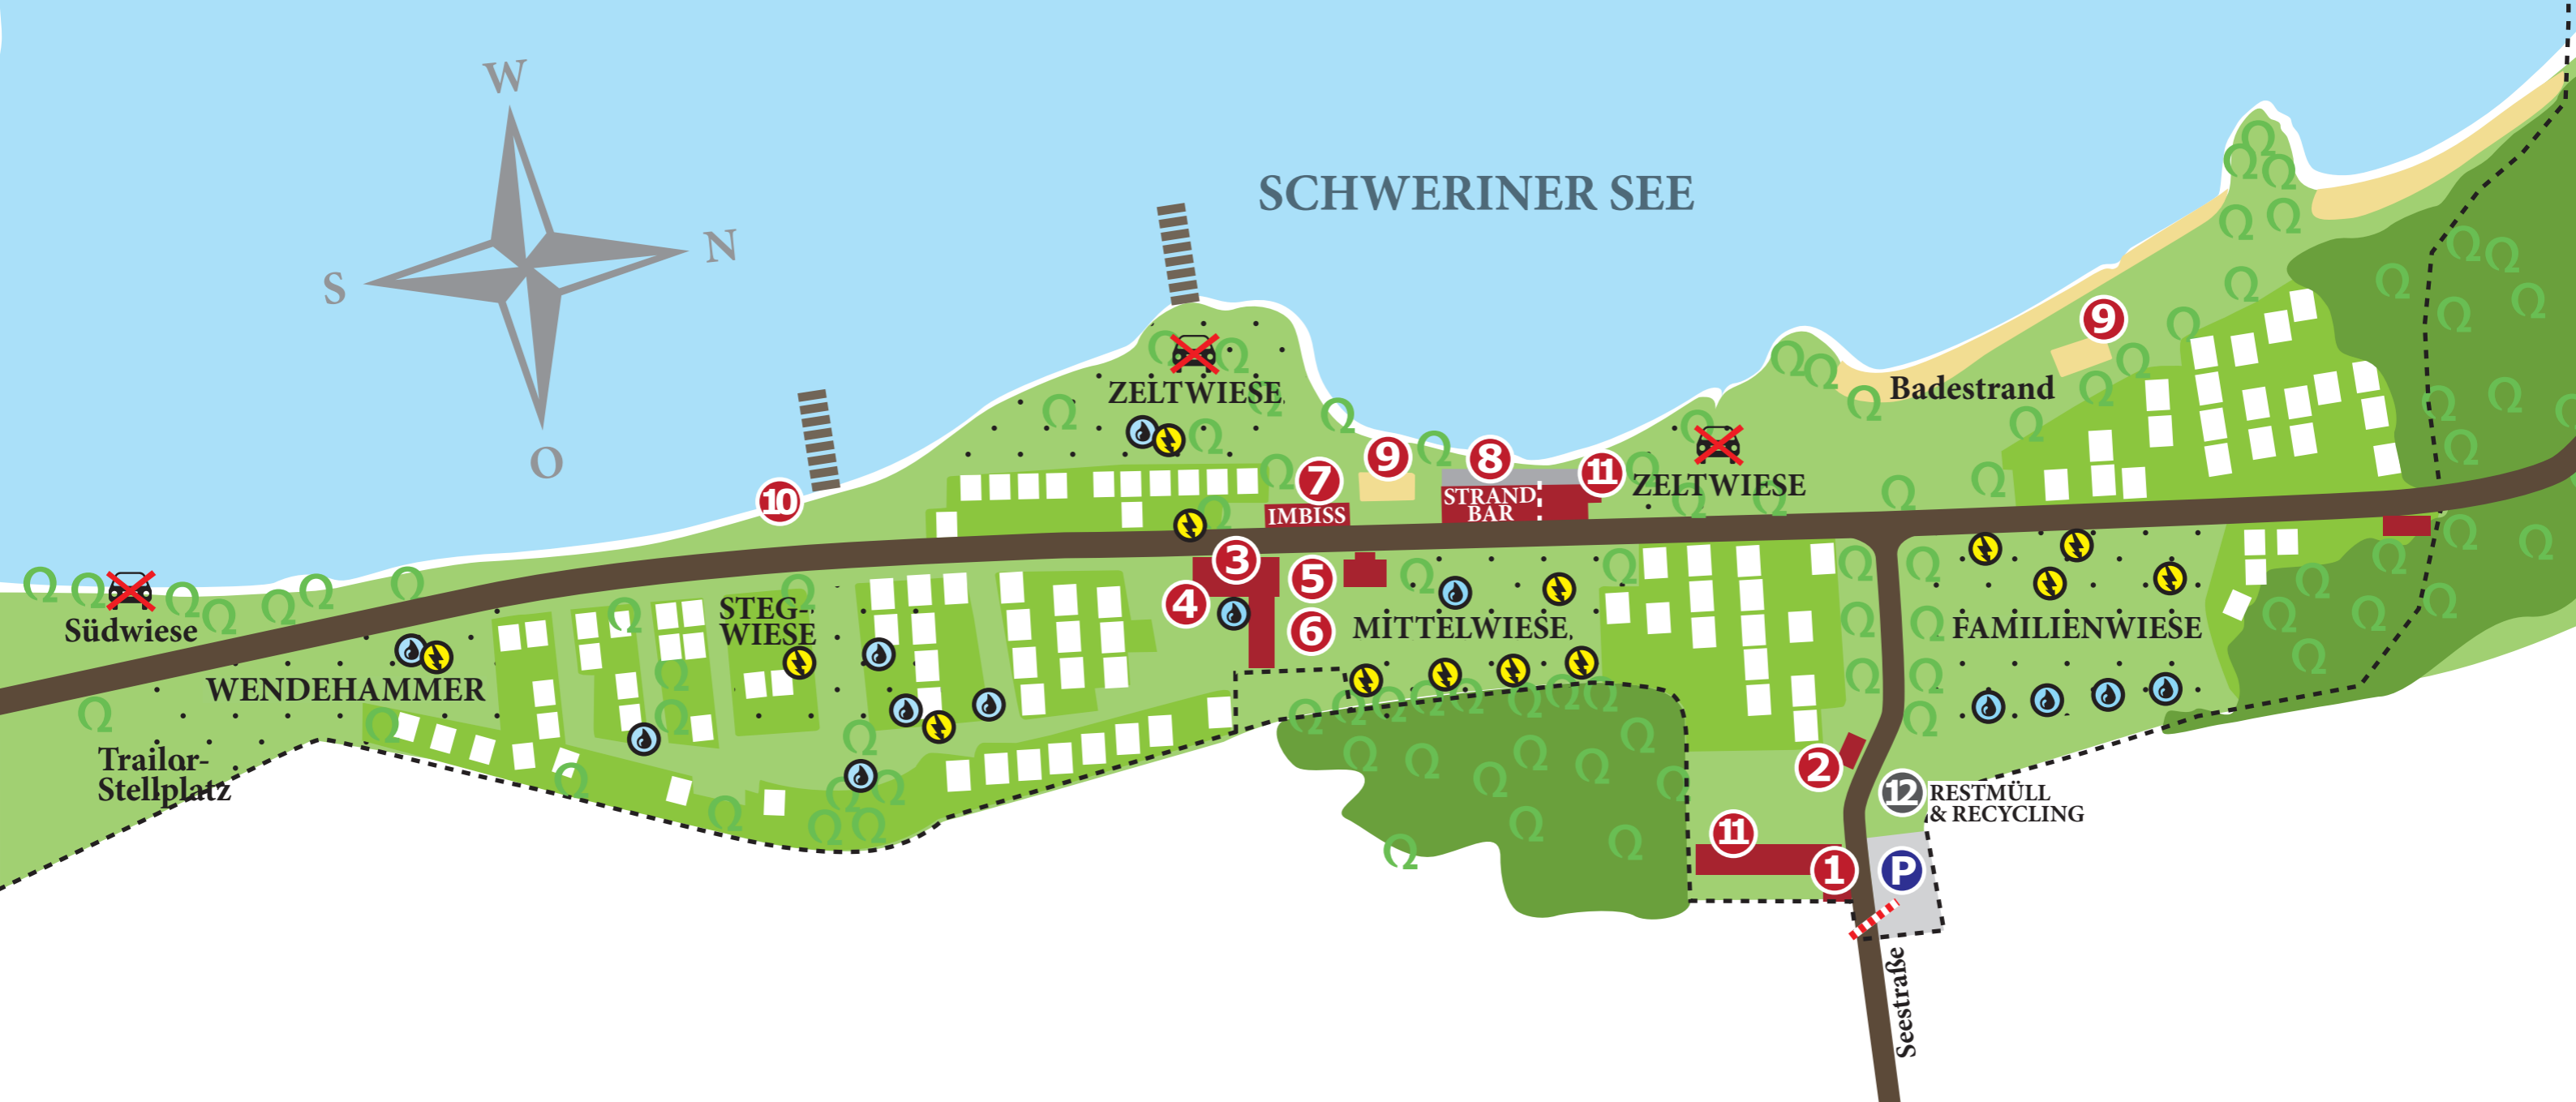 W
N
S
O
SCHWERINER SEE
ZELTWIESE
9
Badestrand
10
7
9
8
11
ZELTWIESE
IMBISS
STRAND
BAR
Südwiese
3
4
5
6
STEG-
WIESE
MITTELWIESE
FAMILIENWIESE
WENDEHAMMER
Trailor-
Stellplatz
2
12
RESTMÜLL
& RECYCLING
11
1
P
Seestraße